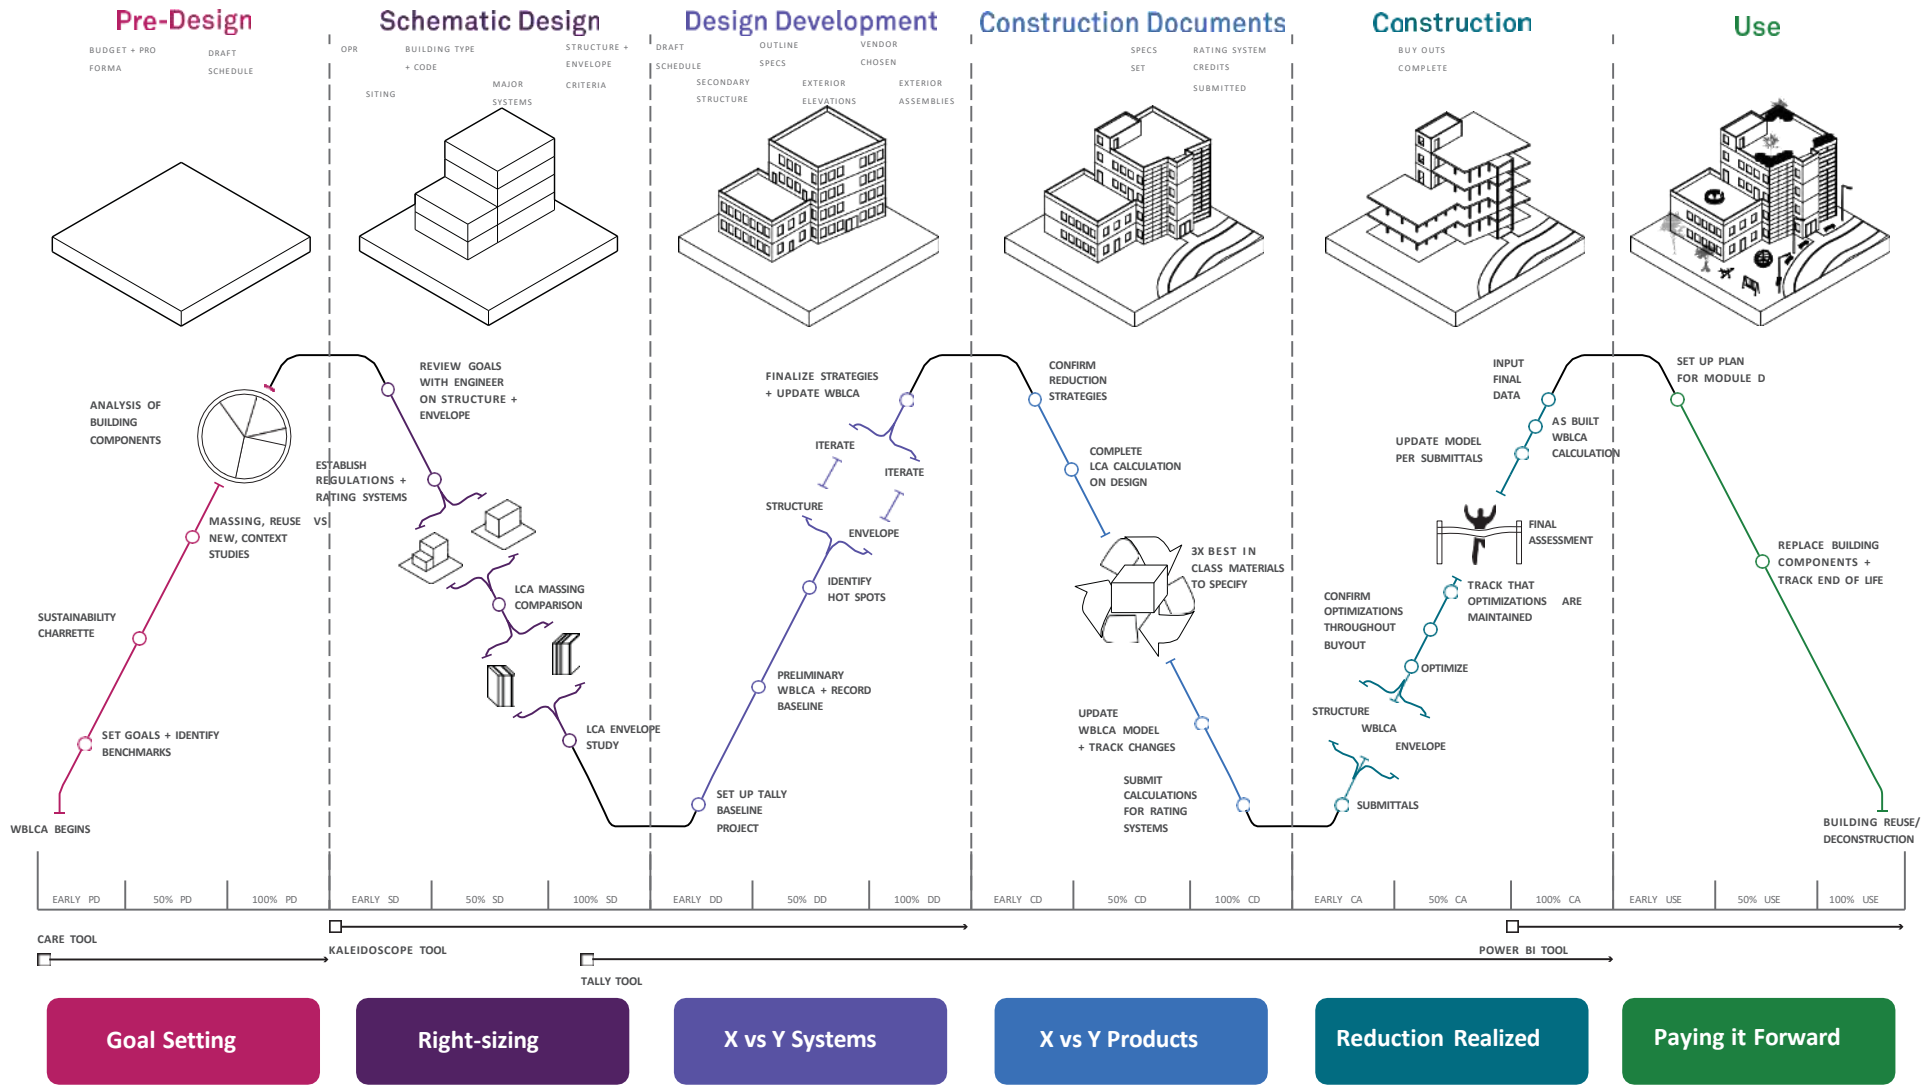 Pre-Design
Schematic Design
Design Development
Construction Documents
Construction
Use
BUDGET + PRO
FORMA
DRAFT
SCHEDULE
OPR
SITING
BUILDING TYPE
+ CODE
MAJOR
SYSTEMS
STRUCTURE +
ENVELOPE
CRITERIA
DRAFT
SCHEDULE
SECONDARY
STRUCTURE
OUTLINE
SPECS
EXTERIOR
ELEVATIONS
VENDOR
CHOSEN
EXTERIOR
ASSEMBLIES
SPECS
SET
RATING SYSTEM
CREDITS
SUBMITTED
BUY OUTS
COMPLETE
ANALYSIS OF
BUILDING
COMPONENTS
MASSING, REUSE VS
NEW, CONTEXT
STUDIES
SUSTAINABILITY
CHARRETTE
SET GOALS + IDENTIFY
BENCHMARKS
WBLCA BEGINS
REVIEW GOALS
WITH ENGINEER
ON STRUCTURE +
ENVELOPE
ESTABLISH
REGULATIONS +
RATING SYSTEMS
LCA MASSING
COMPARISON
LCA ENVELOPE
STUDY
FINALIZE STRATEGIES
+ UPDATE WBLCA
ITERATE
ITERATE
STRUCTURE
ENVELOPE
IDENTIFY
HOT SPOTS
PRELIMINARY
WBLCA + RECORD
BASELINE
SET UP TALLY
BASELINE
PROJECT
CONFIRM
REDUCTION
STRATEGIES
COMPLETE
LCA CALCULATION
ON DESIGN
3X BEST IN
CLASS MATERIALS
TO SPECIFY
UPDATE
WBLCA MODEL
+ TRACK CHANGES
SUBMIT
CALCULATIONS
FOR RATING
SYSTEMS
INPUT
FINAL
DATA
AS BUILT
WBLCA
CALCULATION
UPDATE MODEL
PER SUBMITTALS
FINAL
ASSESSMENT
TRACK THAT
OPTIMIZATIONS ARE
MAINTAINED
CONFIRM
OPTIMIZATIONS
THROUGHOUT
BUYOUT
OPTIMIZE
STRUCTURE
WBLCA
ENVELOPE
SUBMITTALS
SET UP PLAN
FOR MODULE D
REPLACE BUILDING
COMPONENTS +
TRACK END OF LIFE
BUILDING REUSE/
DECONSTRUCTION
EARLY PD
50% PD
100% PD
EARLY SD
50% SD
100% SD
EARLY DD
50% DD
100% DD
EARLY CD
50% CD
100% CD
EARLY CA
50% CA
100% CA
EARLY USE
50% USE
100% USE
CARE TOOL
KALEIDOSCOPE TOOL
TALLY TOOL
POWER BI TOOL
Goal Setting
Right-sizing
X vs Y Systems
X vs Y Products
Reduction Realized
Paying it Forward